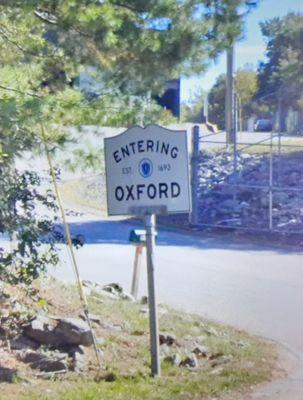 ENTERING
EST. 1693
OXFORD